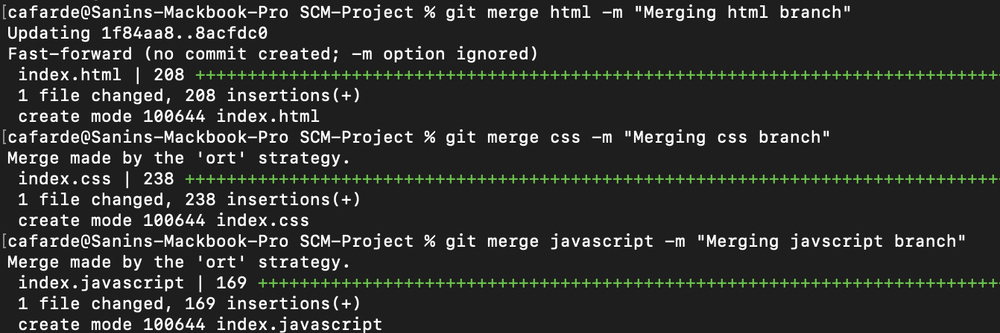 [cafarde@Sanins-Mackbook-Pro SCM-Project % git merge html -m "Merging html branch"
Updating 1f84aa8..8acfdc0
Fast-forward (no commit created; -m option ignored)
 index.html | 208 +++++++++++++++++++++++++++++++++++++++++++++++++++++++++++++++++++++++++++++
 1 file changed, 208 insertions(+)
 create mode 100644 index.html
[cafarde@Sanins-Mackbook-Pro SCM-Project % git merge css -m "Merging css branch"
Merge made by the 'ort' strategy.
 index.css | 238 ++++++++++++++++++++++++++++++++++++++++++++++++++++++++++++++++++++++++++++++
 1 file changed, 238 insertions(+)
 create mode 100644 index.css
[cafarde@Sanins-Mackbook-Pro SCM-Project % git merge javascript -m "Merging javscript branch"
Merge made by the 'ort' strategy.
 index.javascript | 169 +++++++++++++++++++++++++++++++++++++++++++++++++++++++++++++++++++++++
 1 file changed, 169 insertions(+)
 create mode 100644 index.javascript